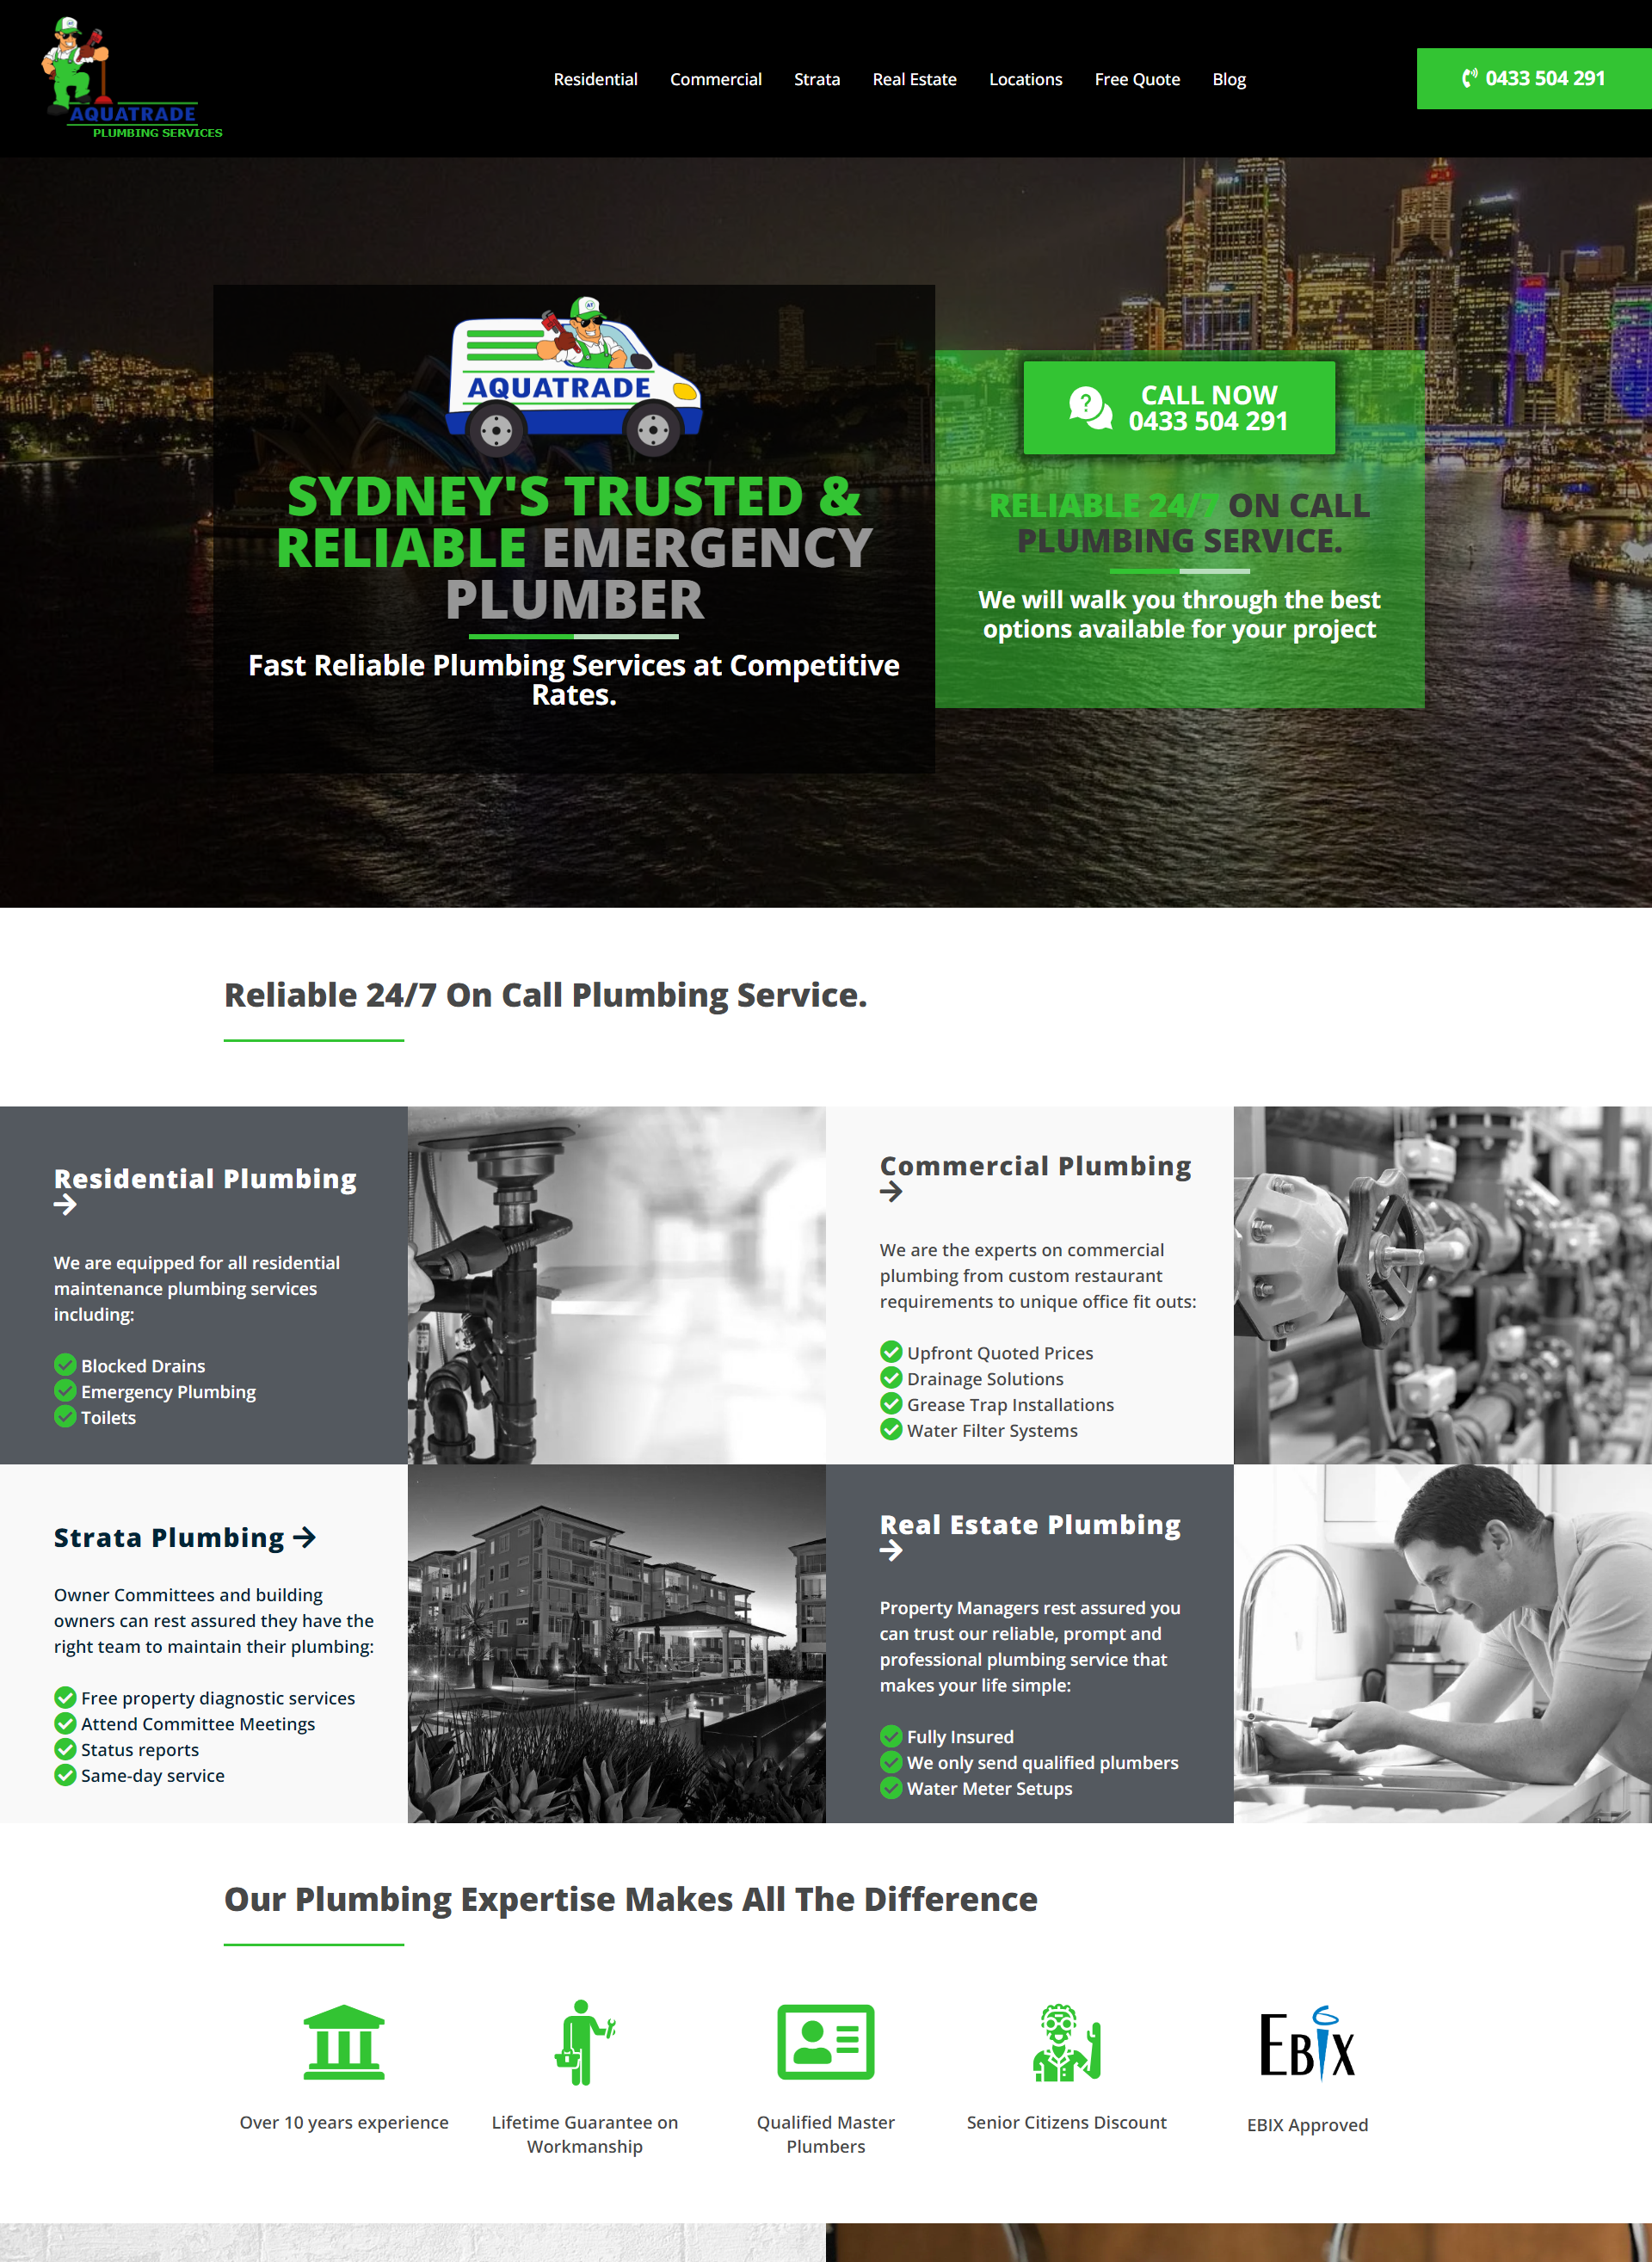 AQUATRADE
PLUMBING SERVICES
Residential
Commercial
Strata
Real Estate
Locations
Free Quote
Blog
0433 504 291
AQUATRADE
SYDNEY'S TRUSTED &
RELIABLE EMERGENCY
PLUMBER
Fast Reliable Plumbing Services at Competitive
Rates.
CALL NOW
0433 504 291
RELIABLE 24/7 ON CALL
PLUMBING SERVICE.
We will walk you through the best
options available for your project
Reliable 24/7 On Call Plumbing Service.
Residential Plumbing
We are equipped for all residential
maintenance plumbing services
including:
Blocked Drains
Emergency Plumbing
Toilets
Commercial Plumbing
We are the experts on commercial
plumbing from custom restaurant
requirements to unique office fit outs:
Upfront Quoted Prices
Drainage Solutions
Grease Trap Installations
Water Filter Systems
Strata Plumbing
Owner Committees and building
owners can rest assured they have the
right team to maintain their plumbing:
Free property diagnostic services
Attend Committee Meetings
Status reports
Same-day service
Real Estate Plumbing
Property Managers rest assured you
can trust our reliable, prompt and
professional plumbing service that
makes your life simple:
Fully Insured
We only send qualified plumbers
Water Meter Setups
Our Plumbing Expertise Makes All The Difference
Over 10 years experience
Lifetime Guarantee on
Workmanship
Qualified Master
Plumbers
Senior Citizens Discount
EBIX
EBIX Approved